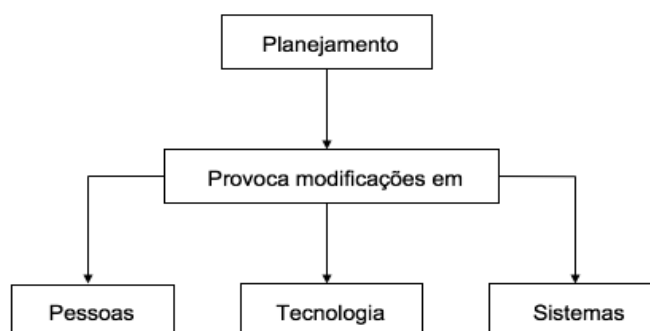 Planejamento
Provoca modificações em
Pessoas
Tecnologia
Sistemas